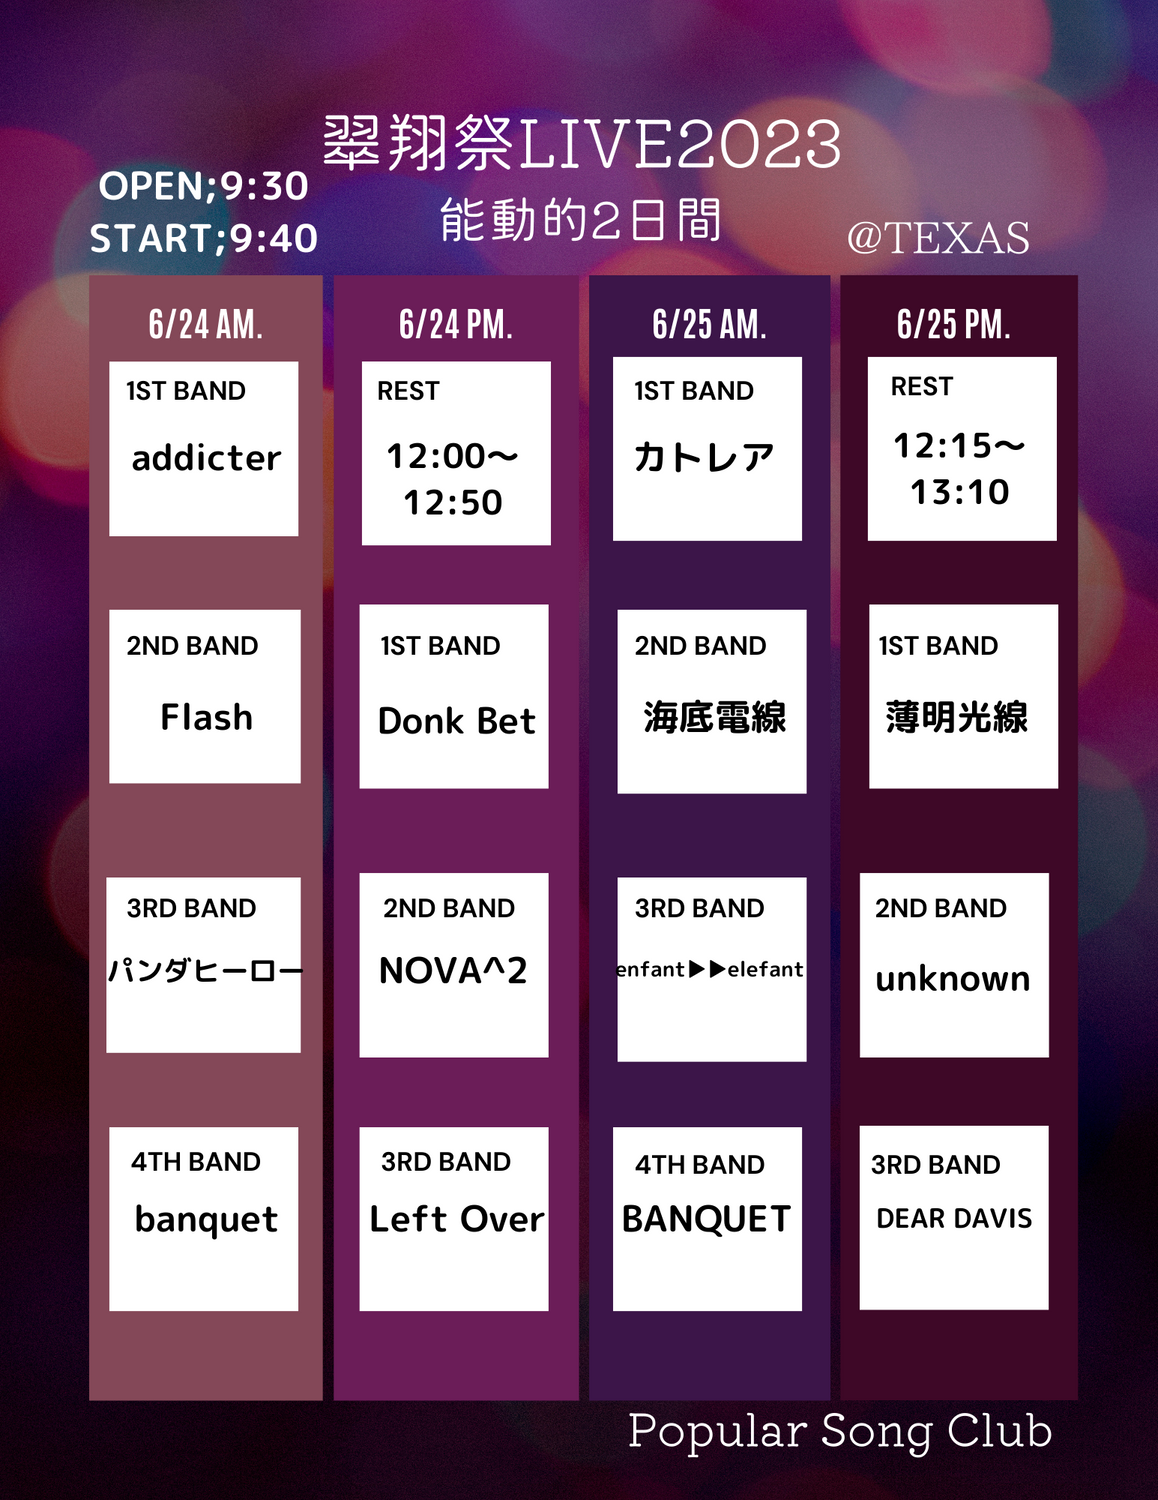 翠翔祭LIVE2023
OPEN;9:30
START;9:40
能動的2日間
@TEXAS
6/24 AM.
1ST BAND
addicter
2ND BAND
Flash
3RD BAND
パンダヒーロー
4TH BAND
banquet
6/24 PM.
REST
12:00〜
12:50
1ST BAND
Donk Bet
2ND BAND
NOVA^2
3RD BAND
Left Over
6/25 AM.
1ST BAND
カトレア
2ND BAND
海底電線
3RD BAND
enfant▶▶elefant
4TH BAND
BANQUET
6/25 PM.
REST
12:15〜
13:10
1ST BAND
薄明光線
2ND BAND
unknown
3RD BAND
DEAR DAVIS
Popular Song Club